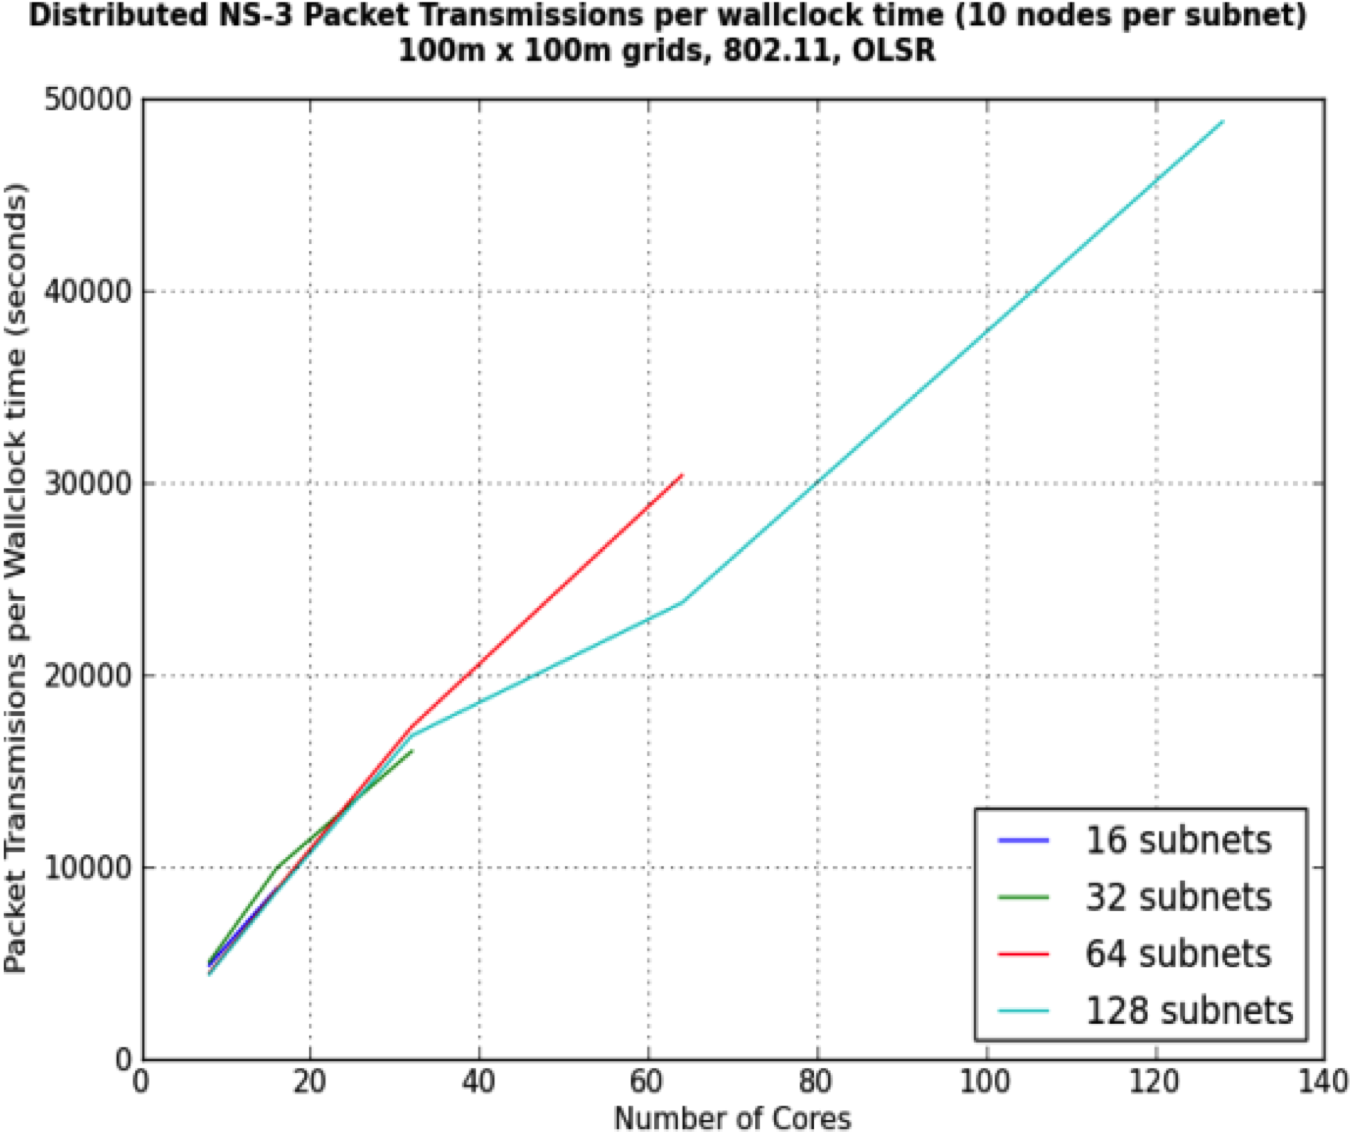 Distributed NS-3 Packet Transmissions per wallclock time (10 nodes per subnet)
100m x 100m grids, 802.11, OLSR
Packet Transmisions per Wallclock time (seconds)
50000
40000
30000
20000
10000
0
0 20 40 60 80 100 120 140
Number of Cores
16 subnets
32 subnets
64 subnets
128 subnets